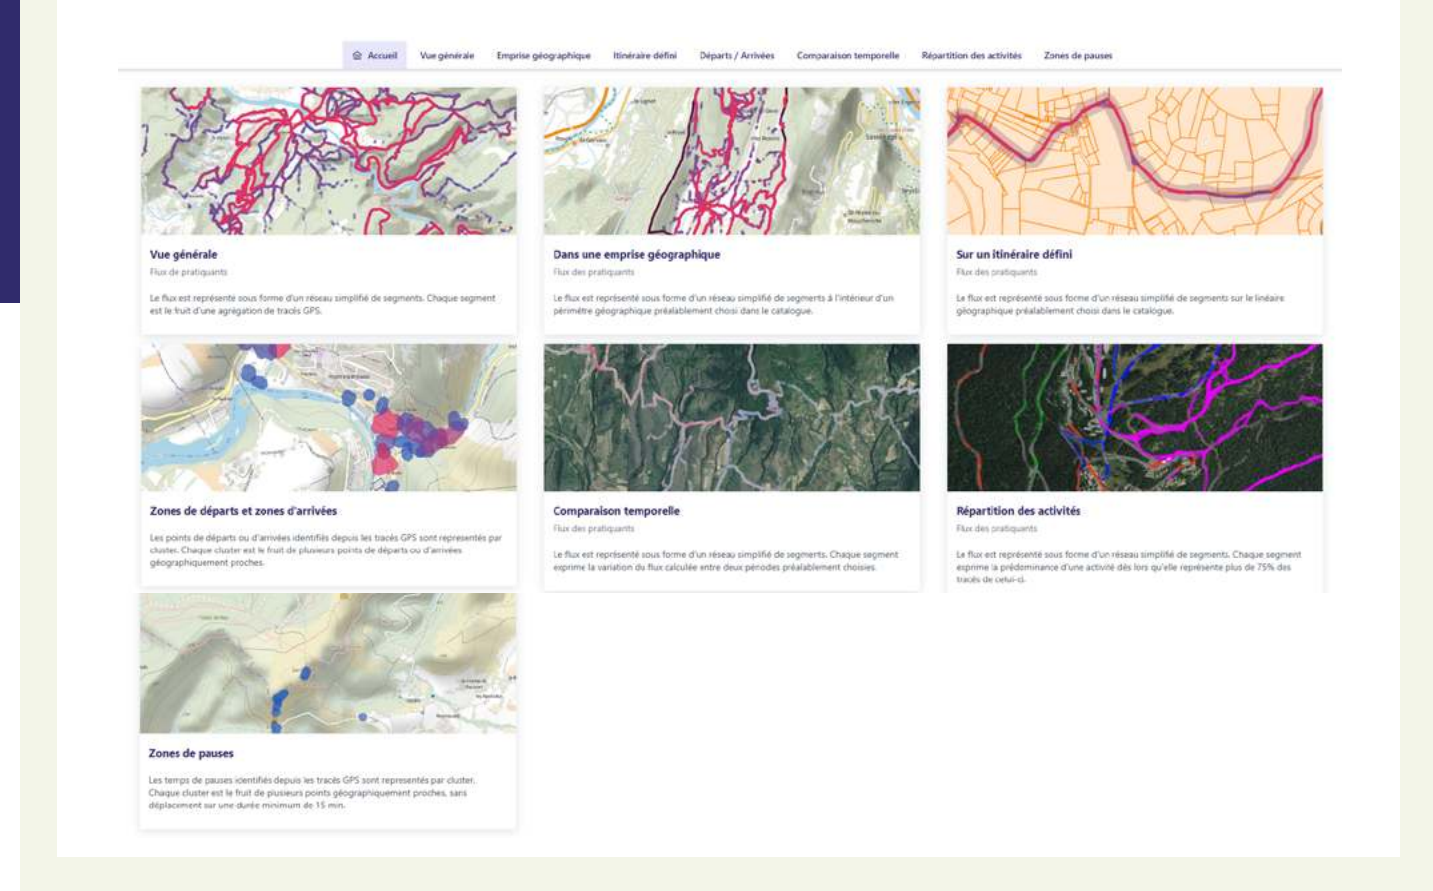 Accueil Vue générale Emprise géographique Itinéraire défini Départs / Arrivées Comparaison temporelle Répartition des activités Zones de pauses
Vue générale
Flux de pratiquants
Le flux est représenté sous forme d'un réseau simplifié de segments. Chaque segment
est le fruit d'une agrégation de tracés GPS.
Dans une emprise géographique
Flux des pratiquants
Le flux est représenté sous forme d'un réseau simplifié de segments à l'intérieur d'un
périmètre géographique préalablement choisi dans le catalogue.
Sur un itinéraire défini
Flux des pratiquants
Le flux est représenté sous forme d'un réseau simplifié de segments sur le linéaire
géographique préalablement choisi dans le catalogue.
Zones de départs et zones d'arrivées
Les points de départs ou d'arrivées identifiés depuis les tracés GPS sont représentés par
cluster. Chaque cluster est le fruit de plusieurs points de départs ou d'arrivées
géographiquement proches.
Comparaison temporelle
Flux des pratiquants
Le flux est représenté sous forme d'un réseau simplifié de segments. Chaque segment
exprime la variation du flux calculée entre deux périodes préalablement choisies.
Répartition des activités
Flux des pratiquants
Le flux est représenté sous forme d'un réseau simplifié de segments. Chaque segment
exprime la prédominance d'une activité dès lors qu'elle représente plus de 75% des
tracés de celui-ci.
Zones de pauses
Les temps de pauses identifiés depuis les tracés GPS sont représentés par cluster.
Chaque cluster est le fruit de plusieurs points géographiquement proches, sans
déplacement sur une durée minimum de 15 min.